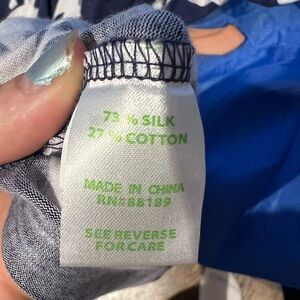 73% SILK
27% COTTON
MADE IN CHINA
RN#88189
SEE REVERSE
FOR CARE